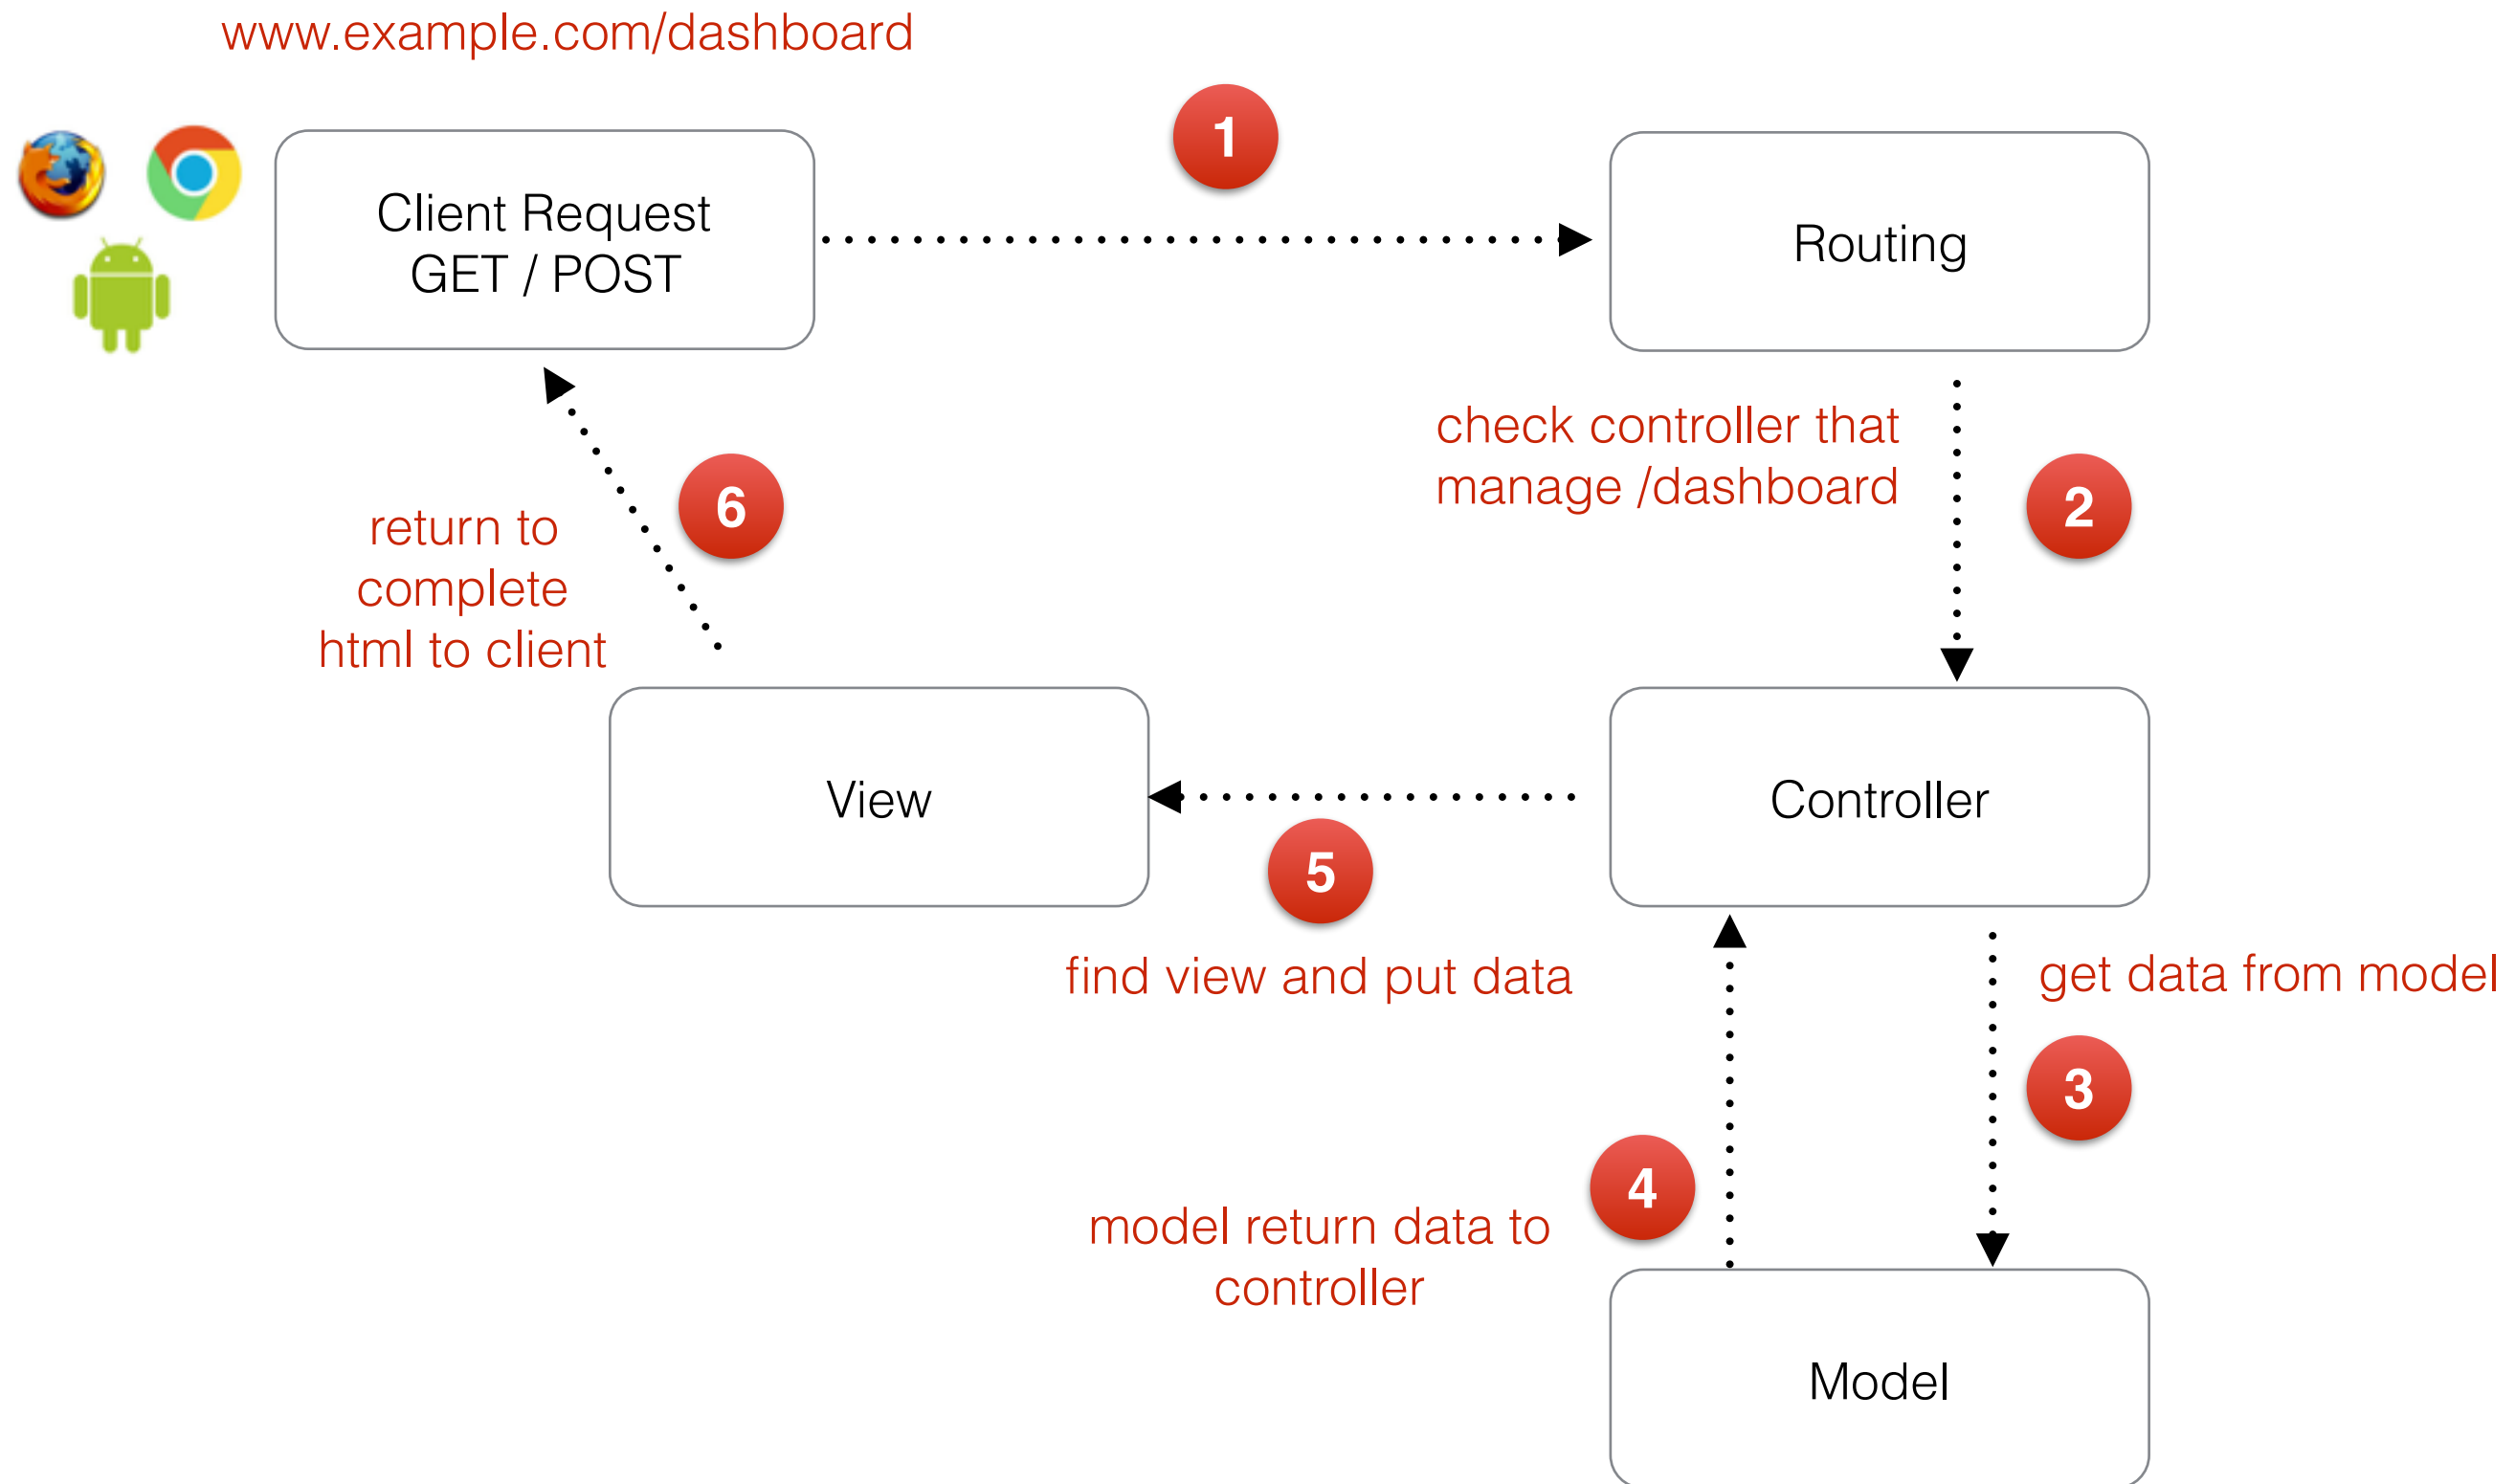 www.example.com/dashboard
1
Client Request
GET / POST
Routing
check controller that
manage /dashboard
2
6
return to
complete
html to client
View
Controller
5
find view and put data
get data from model
3
4
model return data to
controller
Model